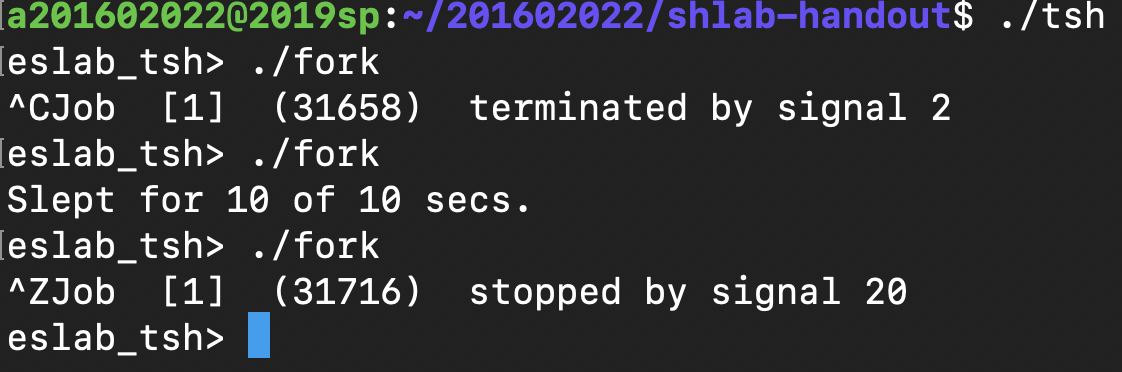 a201602022@2019sp:~/201602022/shlab-handout$ ./tsh
eslab_tsh> ./fork
^CJob [1] (31658) terminated by signal 2
eslab_tsh> ./fork
Slept for 10 of 10 secs.
eslab_tsh> ./fork
^ZJob [1] (31716) stopped by signal 20
eslab_tsh>